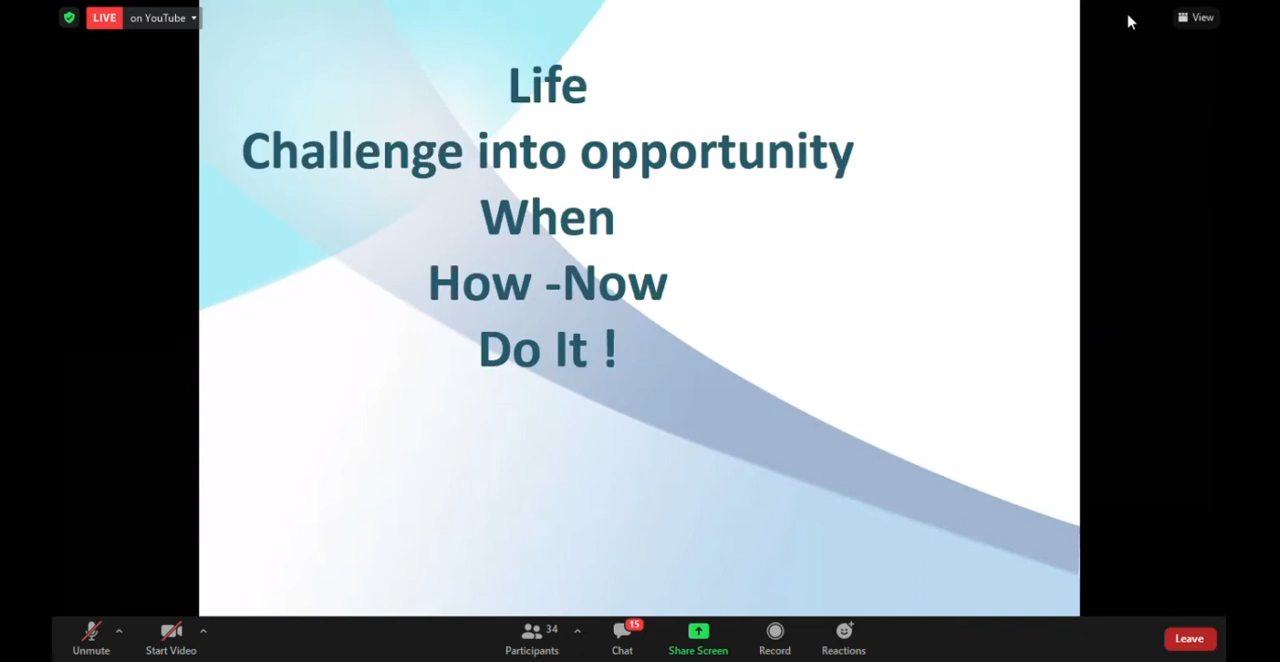 LIVE on YouTube
View
Life
Challenge into opportunity
When
How -Now
Do It !
34
15
Unmute
Start Video
Participants
Chat
Share Screen
Record
Reactions
Leave